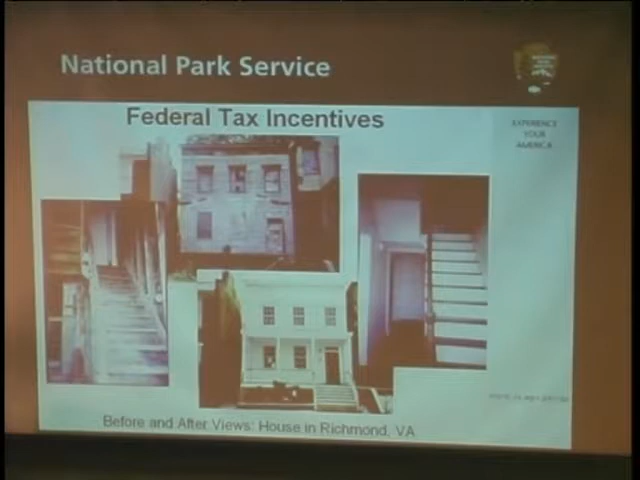 National Park Service
Federal Tax Incentives
EXPERIENCE
YOUR
AMERICA
Before and After Views: House in Richmond, VA